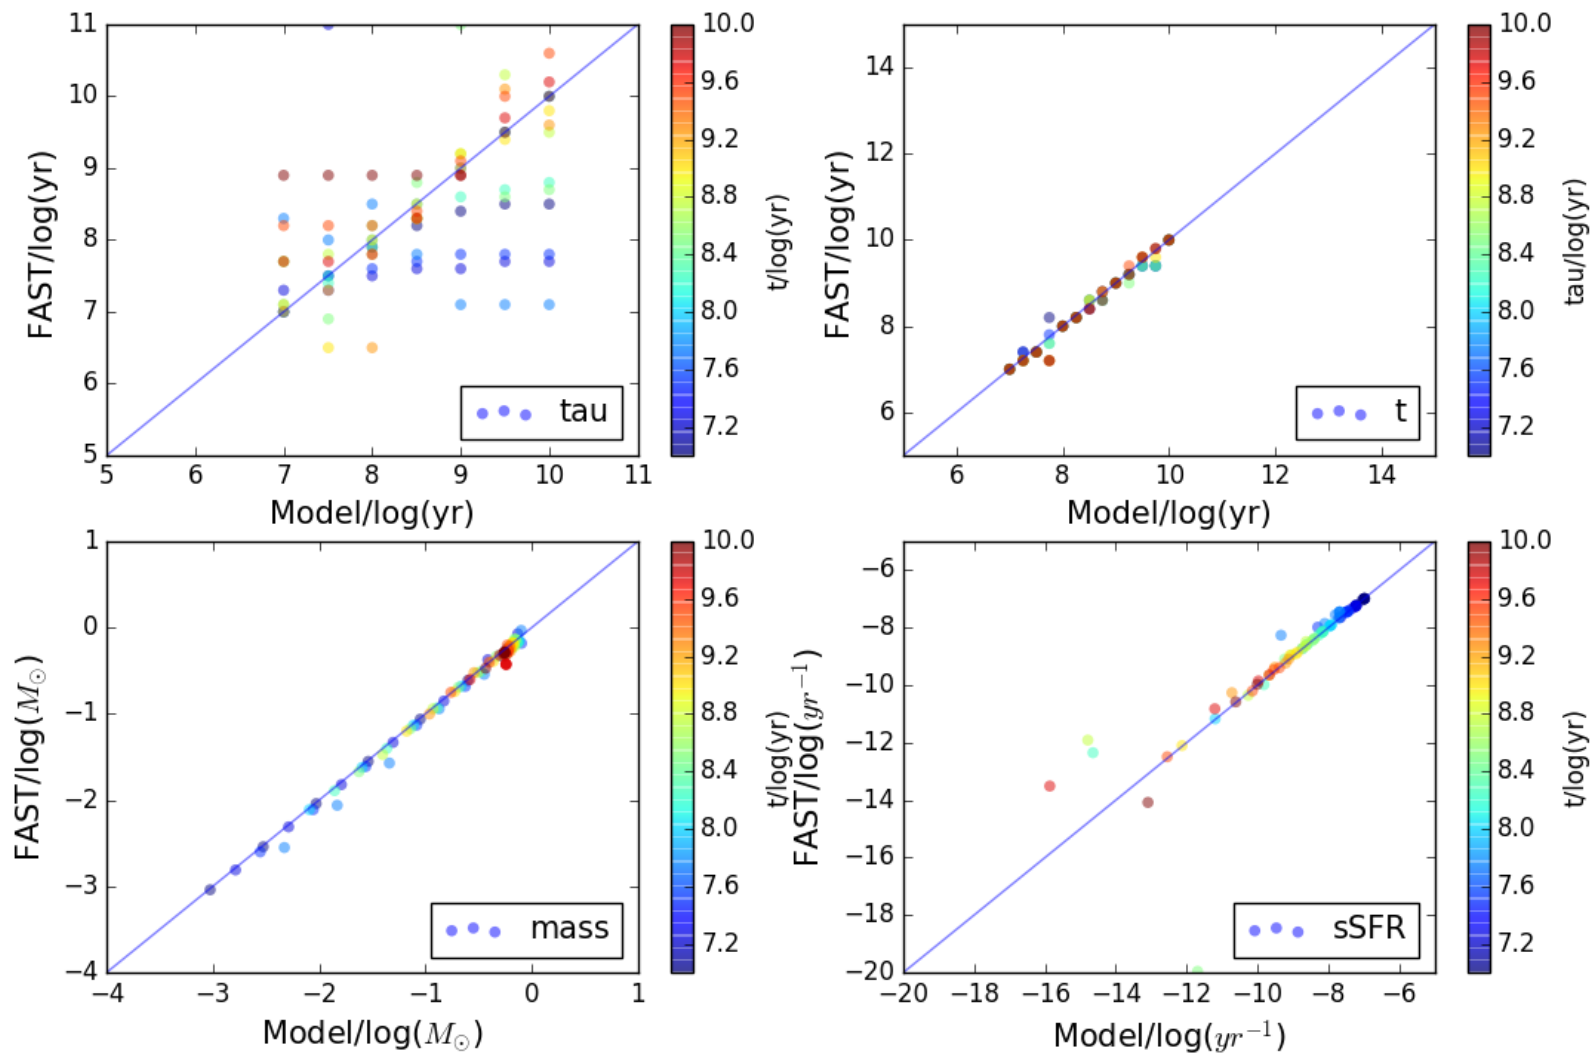 11
10
9
8
7
6
5
5 6 7 8 9 10 11
FAST/log(yr)
Model/log(yr)
tau
10.0
9.6
9.2
8.8
8.4
8.0
7.6
7.2
t/log(yr)
14
12
10
8
6
6 8 10 12 14
FAST/log(yr)
Model/log(yr)
t
10.0
9.6
9.2
8.8
8.4
8.0
7.6
7.2
tau/log(yr)
1
0
−1
−2
−3
−4
−4 −3 −2 −1 0 1
FAST/log(M⊙)
Model/log(M⊙)
mass
10.0
9.6
9.2
8.8
8.4
8.0
7.6
7.2
t/log(yr)
−6
−8
−10
−12
−14
−16
−18
−20
−20 −18 −16 −14 −12 −10 −8 −6
FAST/log(yr⁻¹)
Model/log(yr⁻¹)
sSFR
10.0
9.6
9.2
8.8
8.4
8.0
7.6
7.2
t/log(yr)